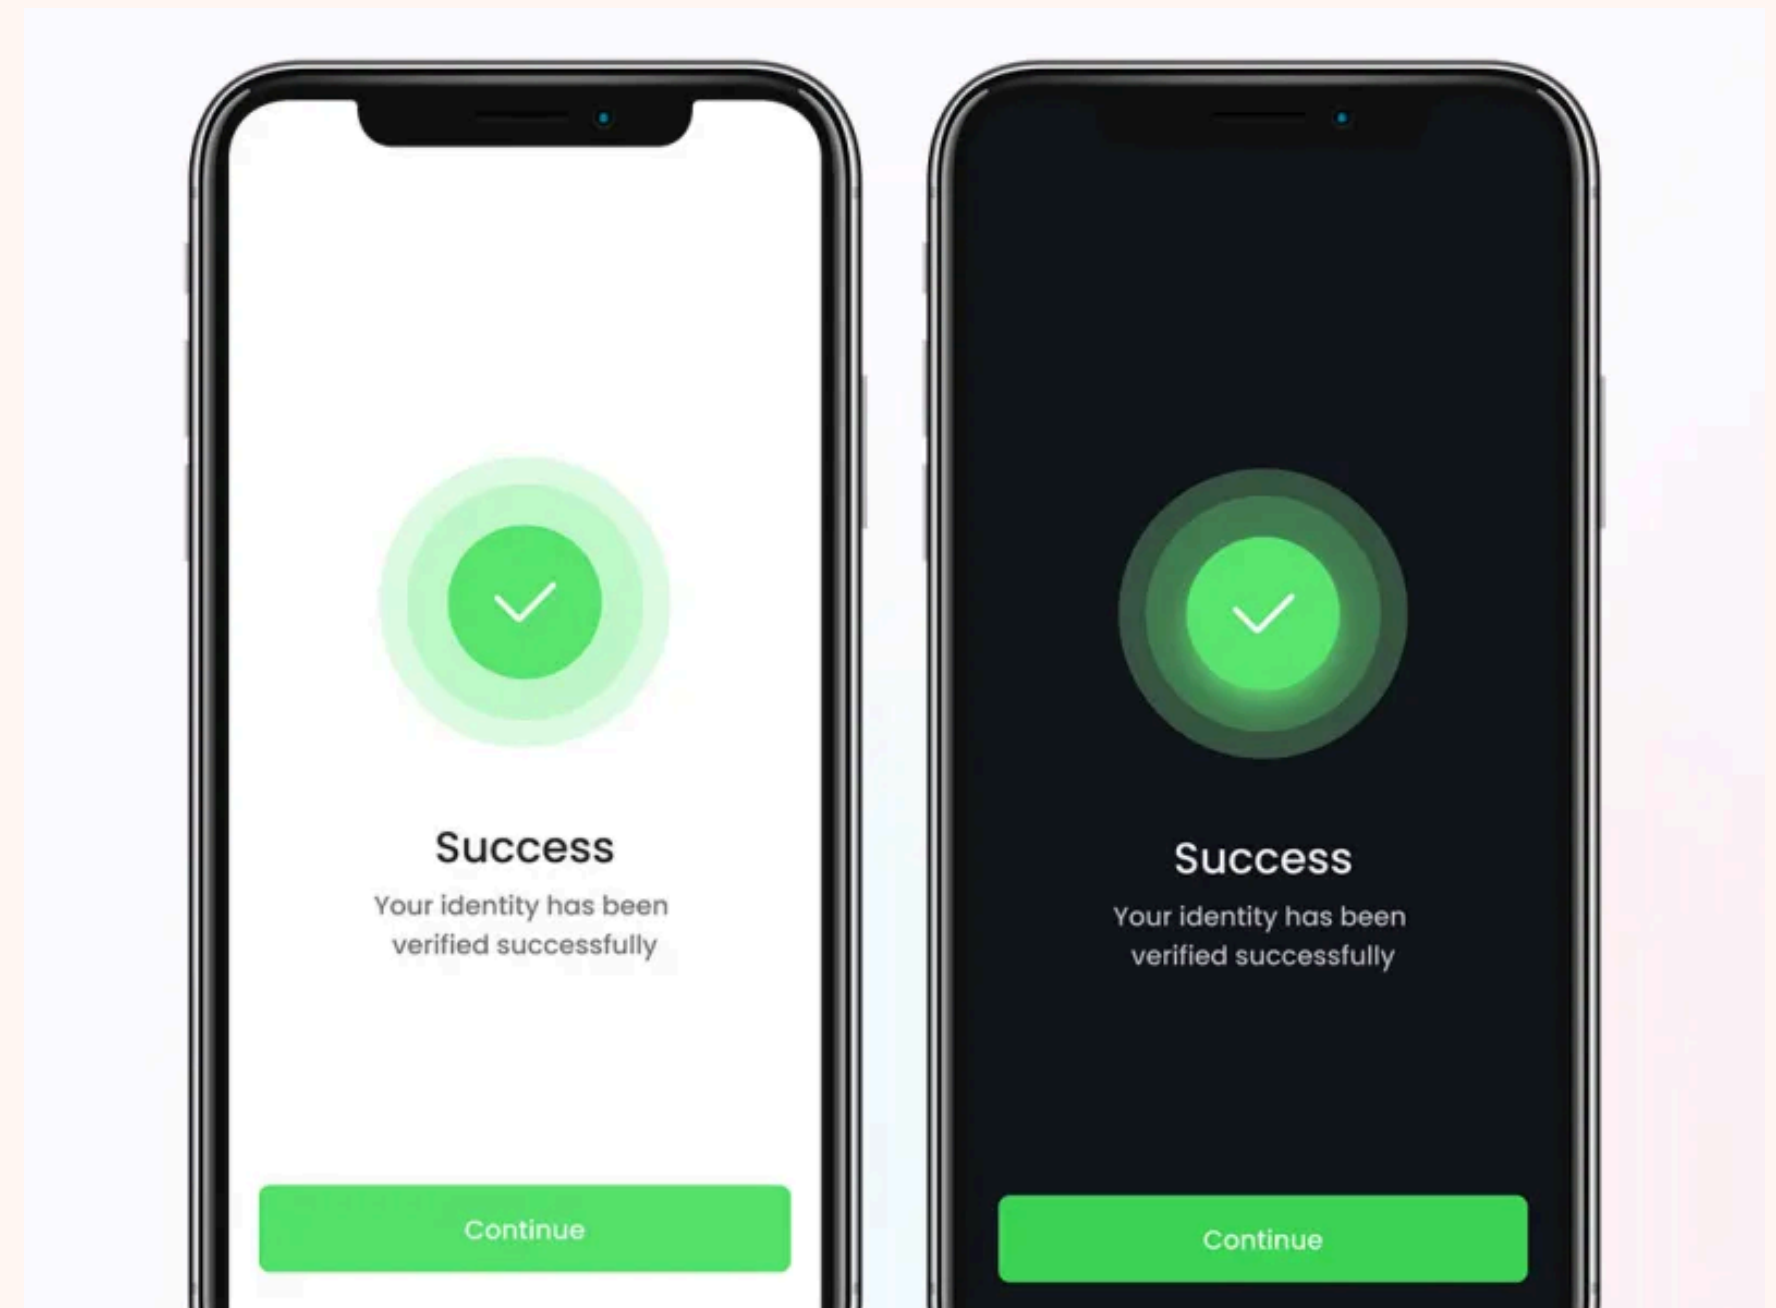 Success
Your identity has been
verified successfully
Continue
Success
Your identity has been
verified successfully
Continue